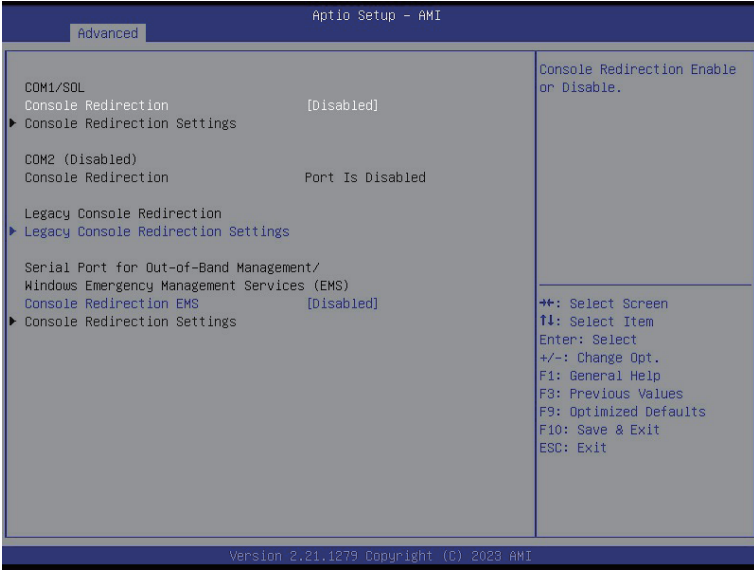 Aptio Setup – AMI
Advanced
COM1/SOL
Console Redirection [Disabled]
▶ Console Redirection Settings
COM2 (Disabled)
Console Redirection Port Is Disabled
Legacy Console Redirection
▶ Legacy Console Redirection Settings
Serial Port for Out-of-Band Management/
Windows Emergency Management Services (EMS)
Console Redirection EMS [Disabled]
▶ Console Redirection Settings
Console Redirection Enable
or Disable.
→←: Select Screen
↑↓: Select Item
Enter: Select
+/-: Change Opt.
F1: General Help
F3: Previous Values
F9: Optimized Defaults
F10: Save & Exit
ESC: Exit
Version 2.21.1279 Copyright (C) 2023 AMI